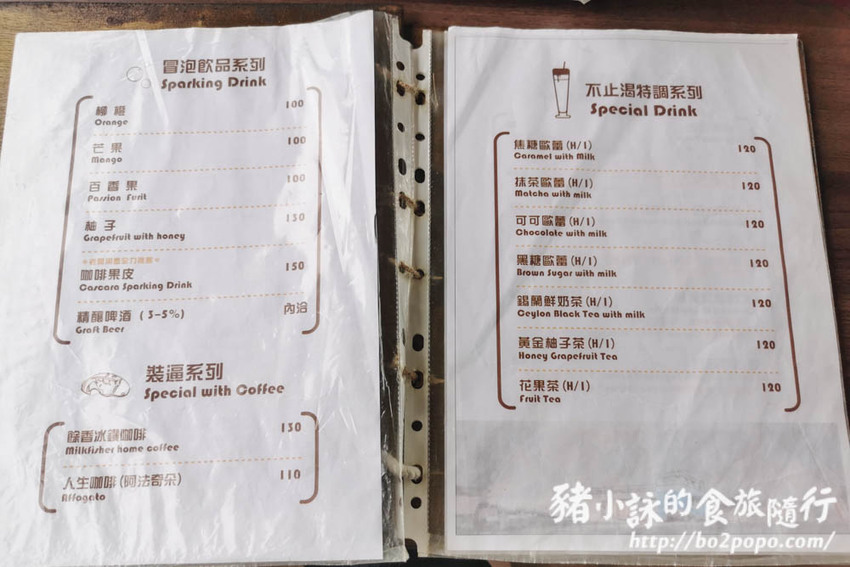 冒泡飲品系列
Sparking Drink
柳橙 100
Orange
芒果 100
Mango
百香果 100
Passion Furit
柚子 130
Grapefruit with honey
咖啡果皮 150
Cascara Sparking Drink
精釀啤酒 (3-5%) 內洽
Graft Beer
裝逼系列
Special with Coffee
餘香冰鑽咖啡 130
Milkfisher home coffee
人生咖啡(阿法奇朵) 110
Affogato
不止渴特調系列
Special Drink
焦糖歐蕾(H/I) 120
Caramel with Milk
抹茶歐蕾(H/I) 120
Matcha with milk
可可歐蕾(H/I) 120
Chocolate with milk
黑糖歐蕾(H/I) 120
Brown Sugar with milk
錫蘭鮮奶茶(H/I) 120
Ceylon Black Tea with milk
黃金柚子茶(H/I) 120
Honey Grapefruit Tea
花果茶(H/I) 120
Fruit Tea
豬小詠的食旅隨行
http://bo2popo.com/